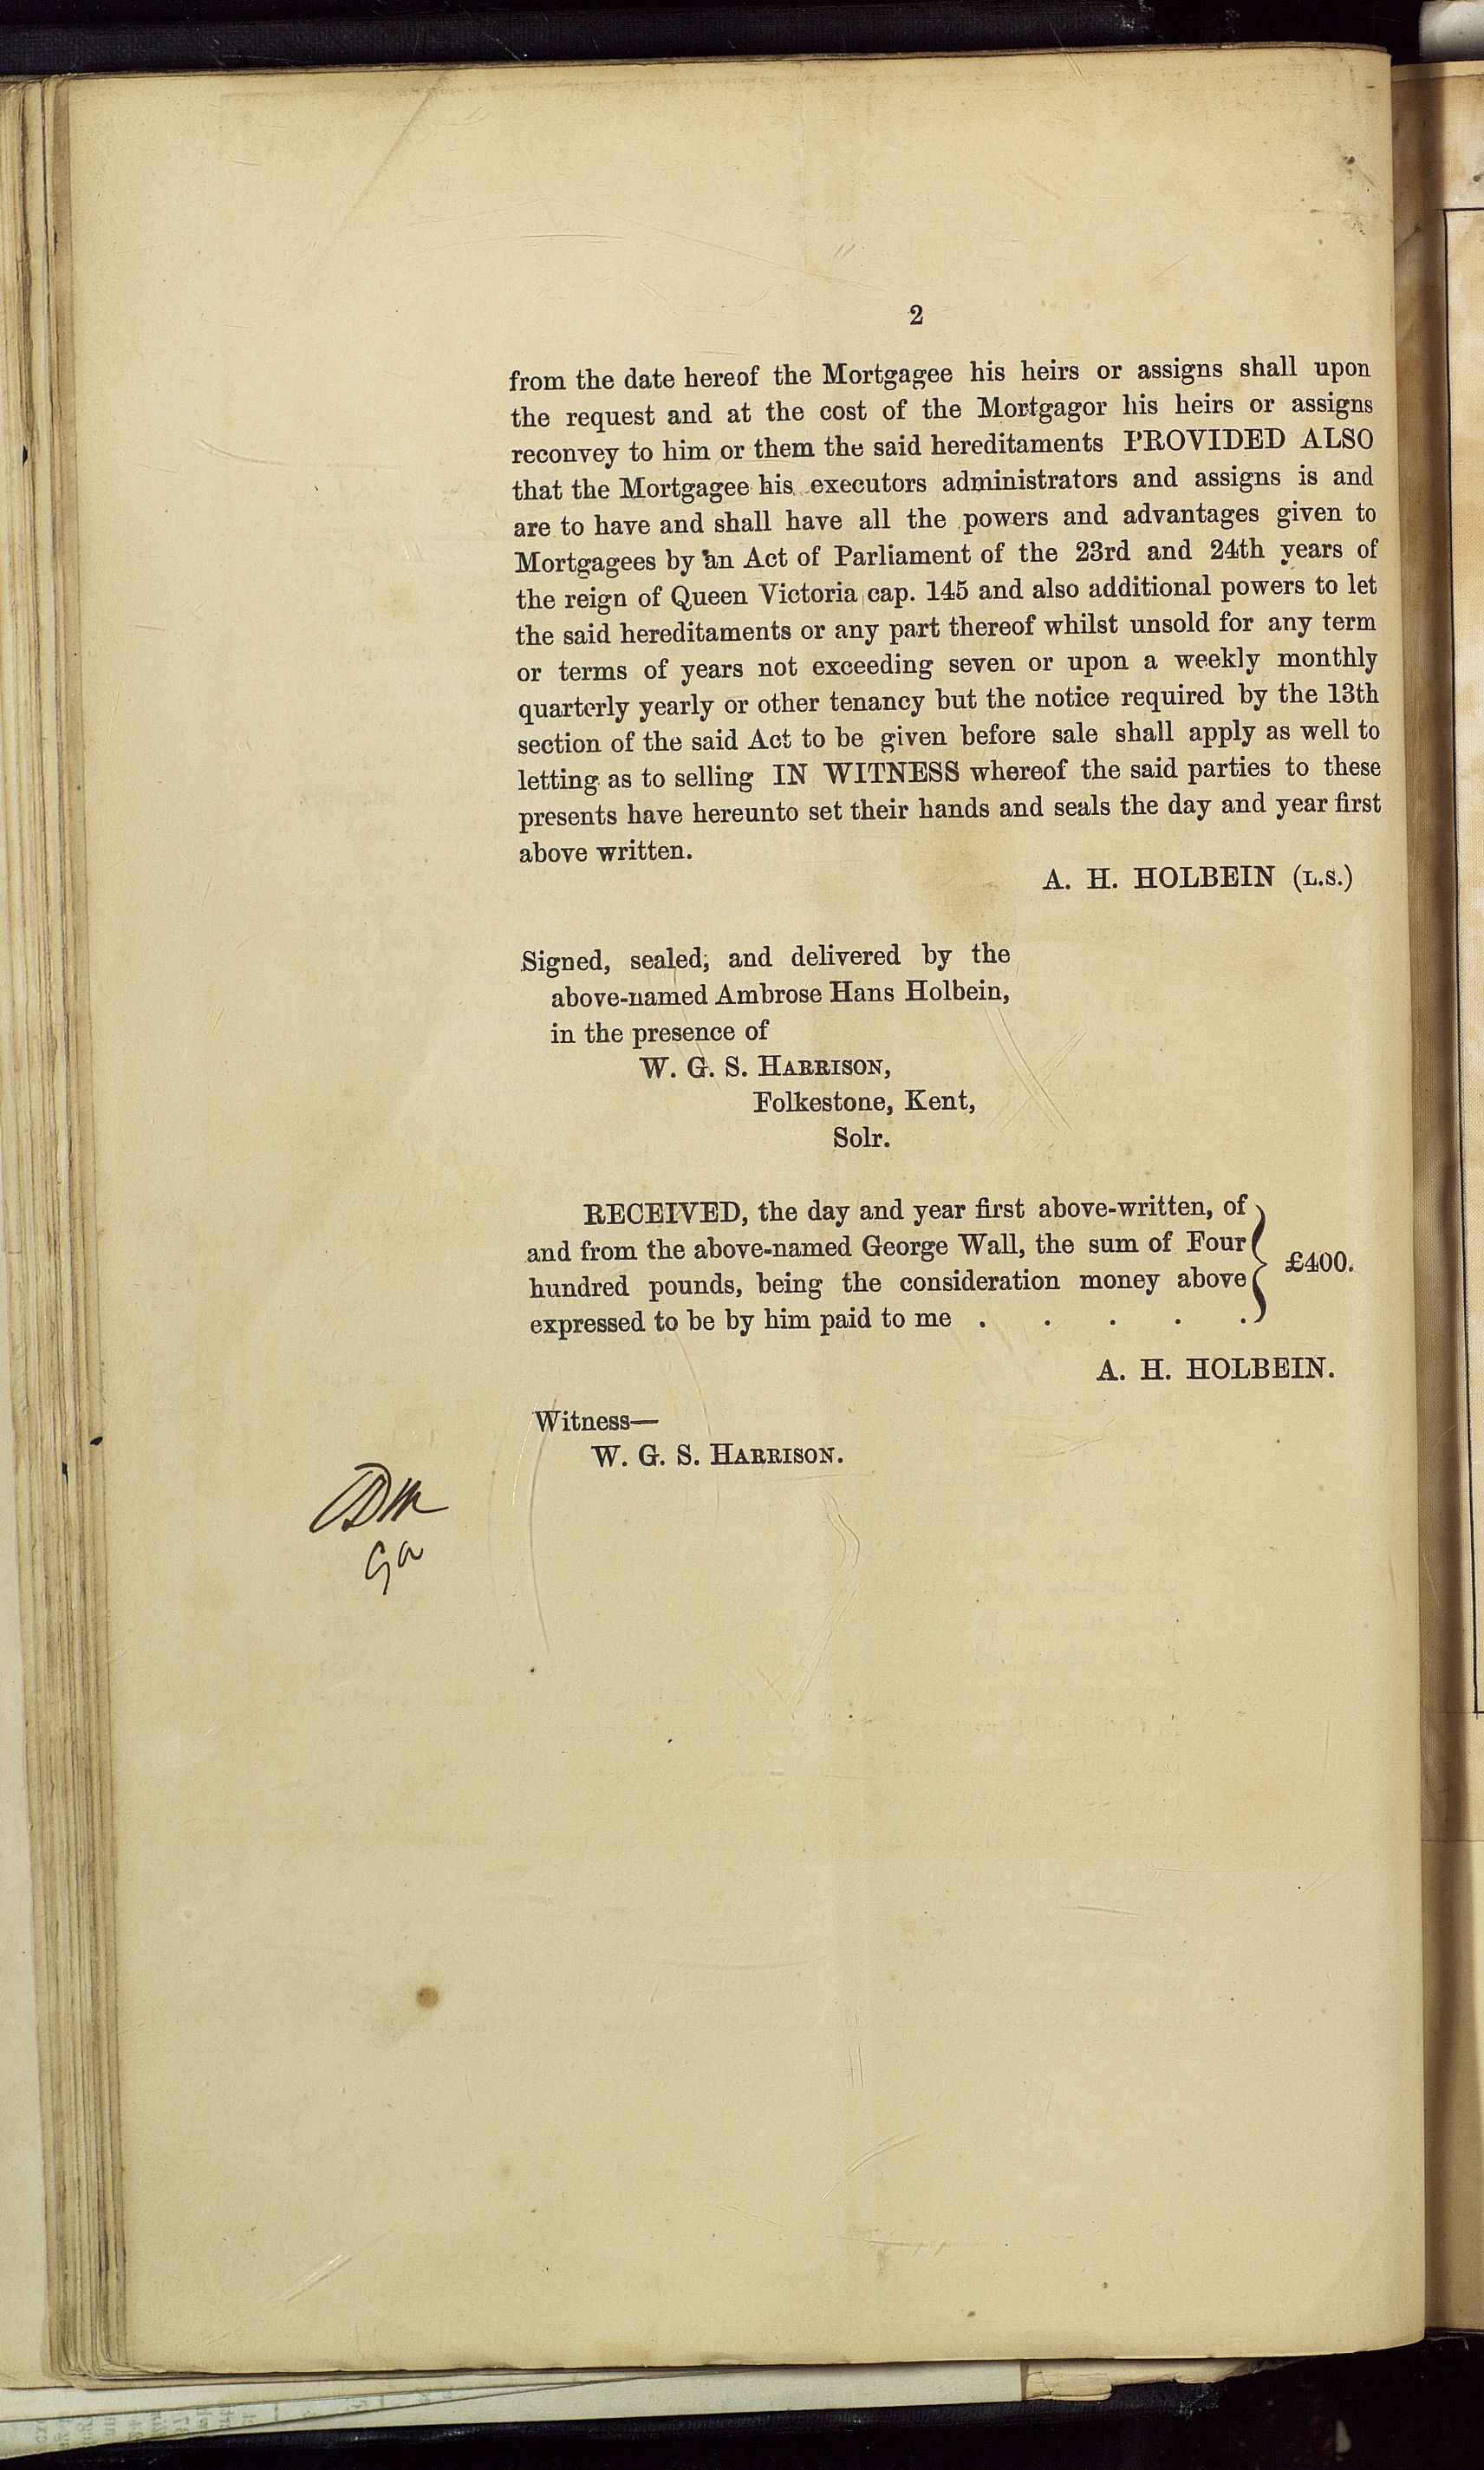 2
from the date hereof the Mortgagee his heirs or assigns shall upon
the request and at the cost of the Mortgagor his heirs or assigns
reconvey to him or them the said hereditaments PROVIDED ALSO
that the Mortgagee his executors administrators and assigns is and
are to have and shall have all the powers and advantages given to
Mortgagees by an Act of Parliament of the 23rd and 24th years of
the reign of Queen Victoria cap. 145 and also additional powers to let
the said hereditaments or any part thereof whilst unsold for any term
or terms of years not exceeding seven or upon a weekly monthly
quarterly yearly or other tenancy but the notice required by the 13th
section of the said Act to be given before sale shall apply as well to
letting as to selling IN WITNESS whereof the said parties to these
presents have hereunto set their hands and seals the day and year first
above written.
A. H. HOLBEIN (L.S.)
Signed, sealed, and delivered by the
above-named Ambrose Hans Holbein,
in the presence of
W. G. S. HARRISON,
Folkestone, Kent,
Solr.
RECEIVED, the day and year first above-written, of
and from the above-named George Wall, the sum of Four
hundred pounds, being the consideration money above
expressed to be by him paid to me . . . . .
£400.
A. H. HOLBEIN.
Witness—
W. G. S. HARRISON.